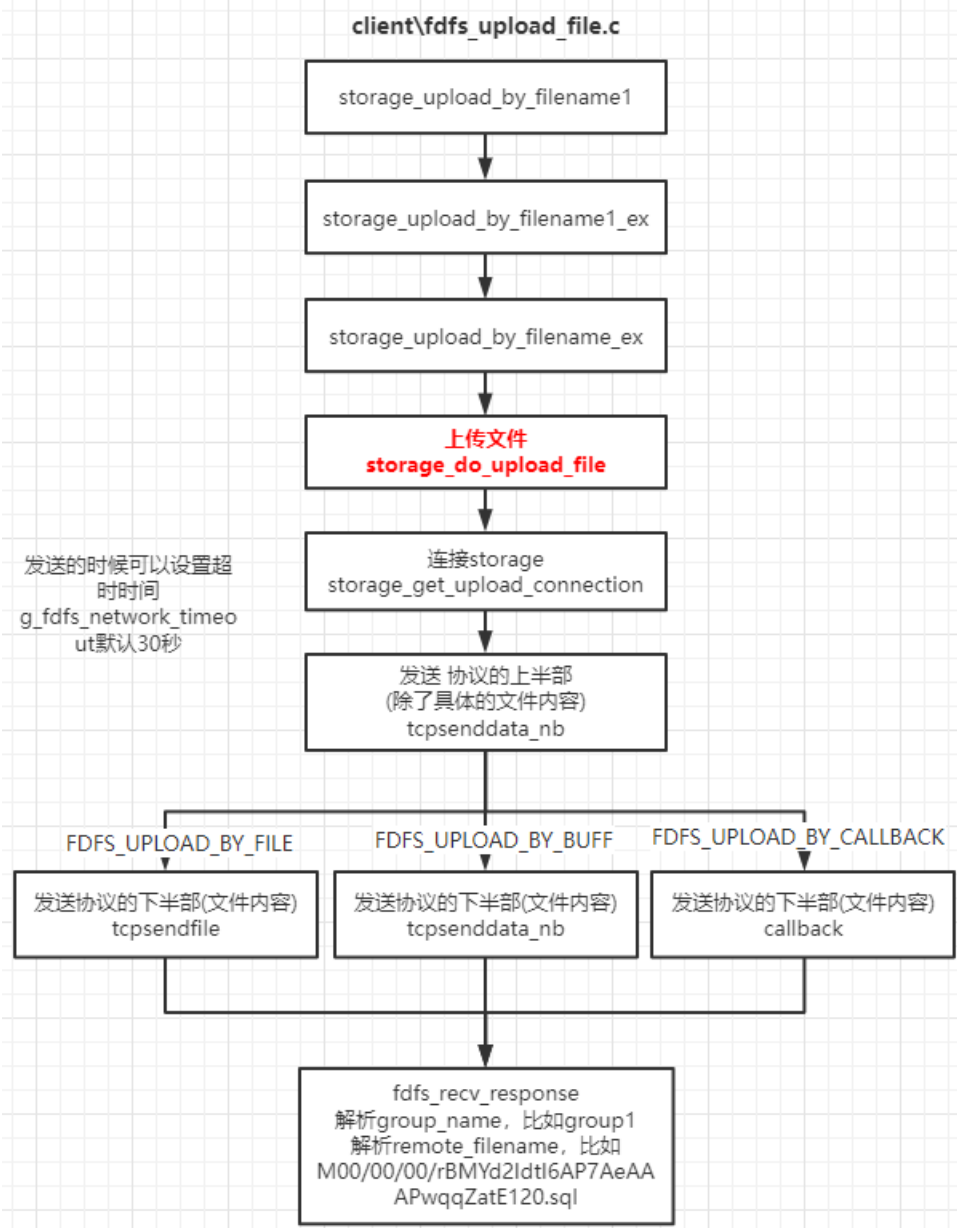 client\fdfs_upload_file.c
storage_upload_by_filename1
storage_upload_by_filename1_ex
storage_upload_by_filename_ex
上传文件
storage_do_upload_file
连接storage
storage_get_upload_connection
发送的时候可以设置超
时时间
g_fdfs_network_timeo
ut默认30秒
发送 协议的上半部
(除了具体的文件内容)
tcpsenddata_nb
FDFS_UPLOAD_BY_FILE
FDFS_UPLOAD_BY_BUFF
FDFS_UPLOAD_BY_CALLBACK
发送协议的下半部(文件内容)
tcpsendfile
发送协议的下半部(文件内容)
tcpsenddata_nb
发送协议的下半部(文件内容)
callback
fdfs_recv_response
解析group_name，比如group1
解析remote_filename，比如
M00/00/00/rBMYd2IdtI6AP7AeAA
APwqqZatE120.sql